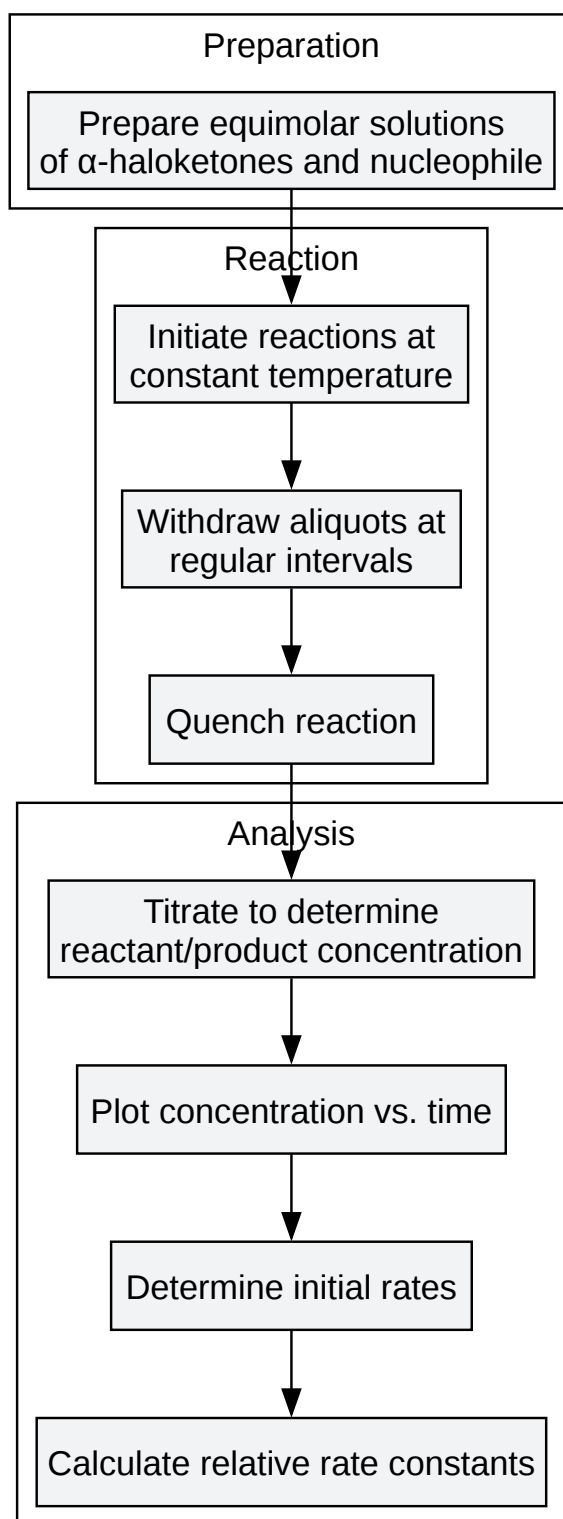 Preparation
Prepare equimolar solutions
of α-haloketones and nucleophile
Reaction
Initiate reactions at
constant temperature
Withdraw aliquots at
regular intervals
Quench reaction
Analysis
Titrate to determine
reactant/product concentration
Plot concentration vs. time
Determine initial rates
Calculate relative rate constants